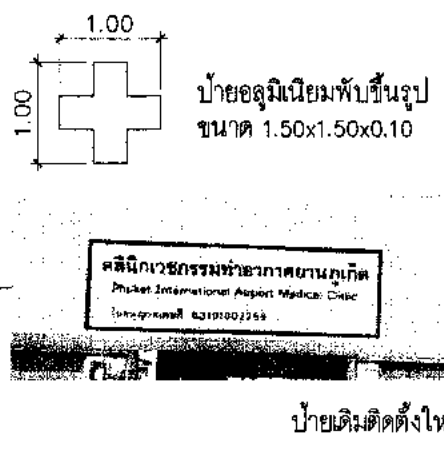 1.00
1.00
ป้ายอลูมิเนียมพับขึ้นรูป
ขนาด 1.50x1.50x0.10
คลินิกเวชกรรมท่าอากาศยานภูเก็ต
Phuket International Airport Medical Clinic
ป้ายเดิมติดตั้งให